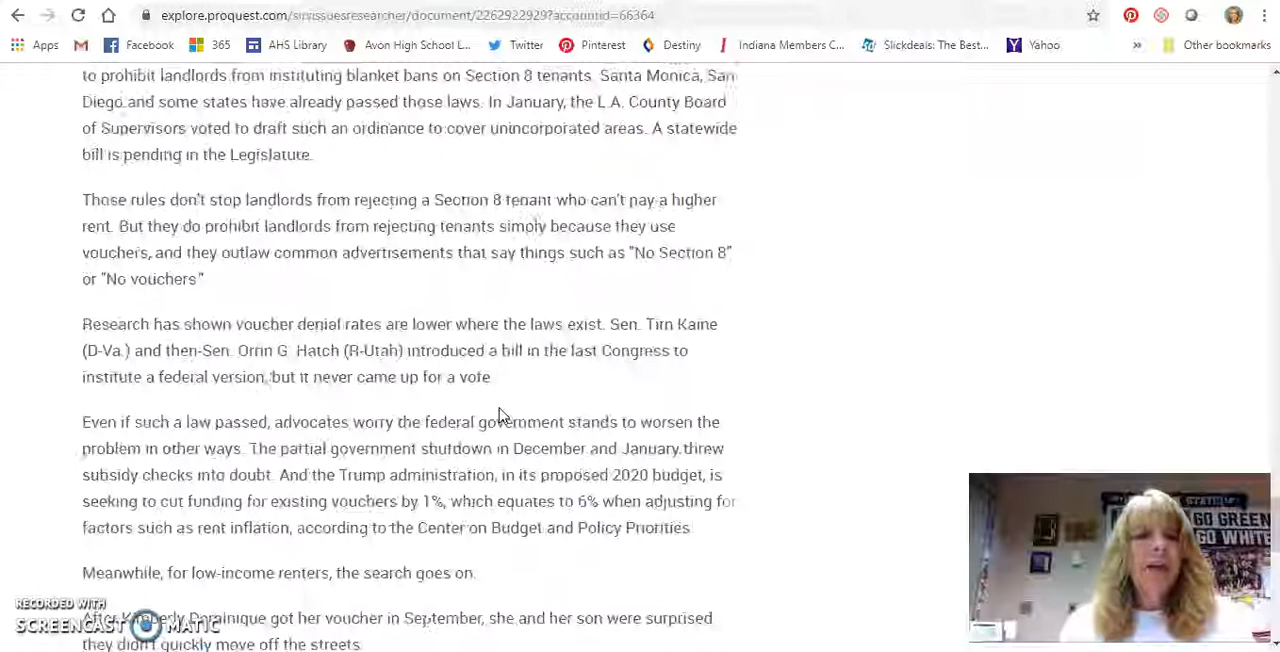 explore.proquest.com/sirsissuesresearcher/document/2262922929?accountid=66364
Apps Facebook 365 AHS Library Avon High School L... Twitter Pinterest Destiny Indiana Members C... Slickdeals: The Best... Yahoo » Other bookmarks
to prohibit landlords from instituting blanket bans on Section 8 tenants. Santa Monica, San
Diego and some states have already passed those laws. In January, the L.A. County Board
of Supervisors voted to draft such an ordinance to cover unincorporated areas. A statewide
bill is pending in the Legislature.
Those rules don't stop landlords from rejecting a Section 8 tenant who can't pay a higher
rent. But they do prohibit landlords from rejecting tenants simply because they use
vouchers, and they outlaw common advertisements that say things such as "No Section 8"
or "No vouchers"
Research has shown voucher denial rates are lower where the laws exist. Sen. Tim Kaine
(D-Va.) and then-Sen. Orrin G. Hatch (R-Utah) introduced a bill in the last Congress to
institute a federal version, but it never came up for a vote
Even if such a law passed, advocates worry the federal government stands to worsen the
problem in other ways. The partial government shutdown in December and January threw
subsidy checks into doubt. And the Trump administration, in its proposed 2020 budget, is
seeking to cut funding for existing vouchers by 1%, which equates to 6% when adjusting for
factors such as rent inflation, according to the Center on Budget and Policy Priorities
Meanwhile, for low-income renters, the search goes on.
After Kimberly Dominique got her voucher in September, she and her son were surprised
they didn't quickly move off the streets.
RECORDED WITH
SCREENCAST MATIC
STATE
GO GREEN
GO WHITE